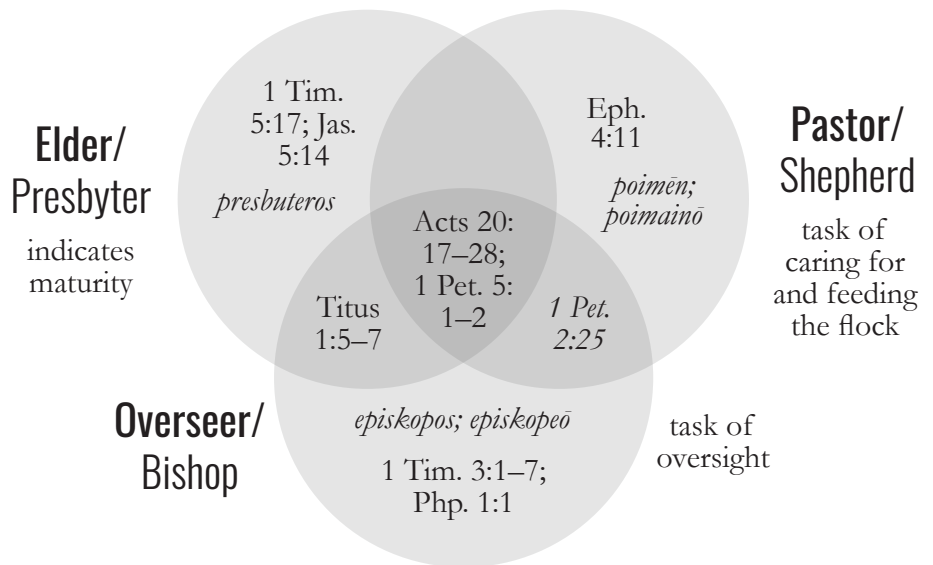 Elder/
Presbyter
indicates
maturity
1 Tim.
5:17; Jas.
5:14
presbuteros
Eph.
4:11
poimēn;
poimainō
Pastor/
Shepherd
task of
caring for
and feeding
the flock
Acts 20:
17–28;
1 Pet. 5:
1–2
Titus
1:5–7
1 Pet.
2:25
Overseer/
Bishop
episkopos; episkopeō
1 Tim. 3:1–7;
Php. 1:1
task of
oversight